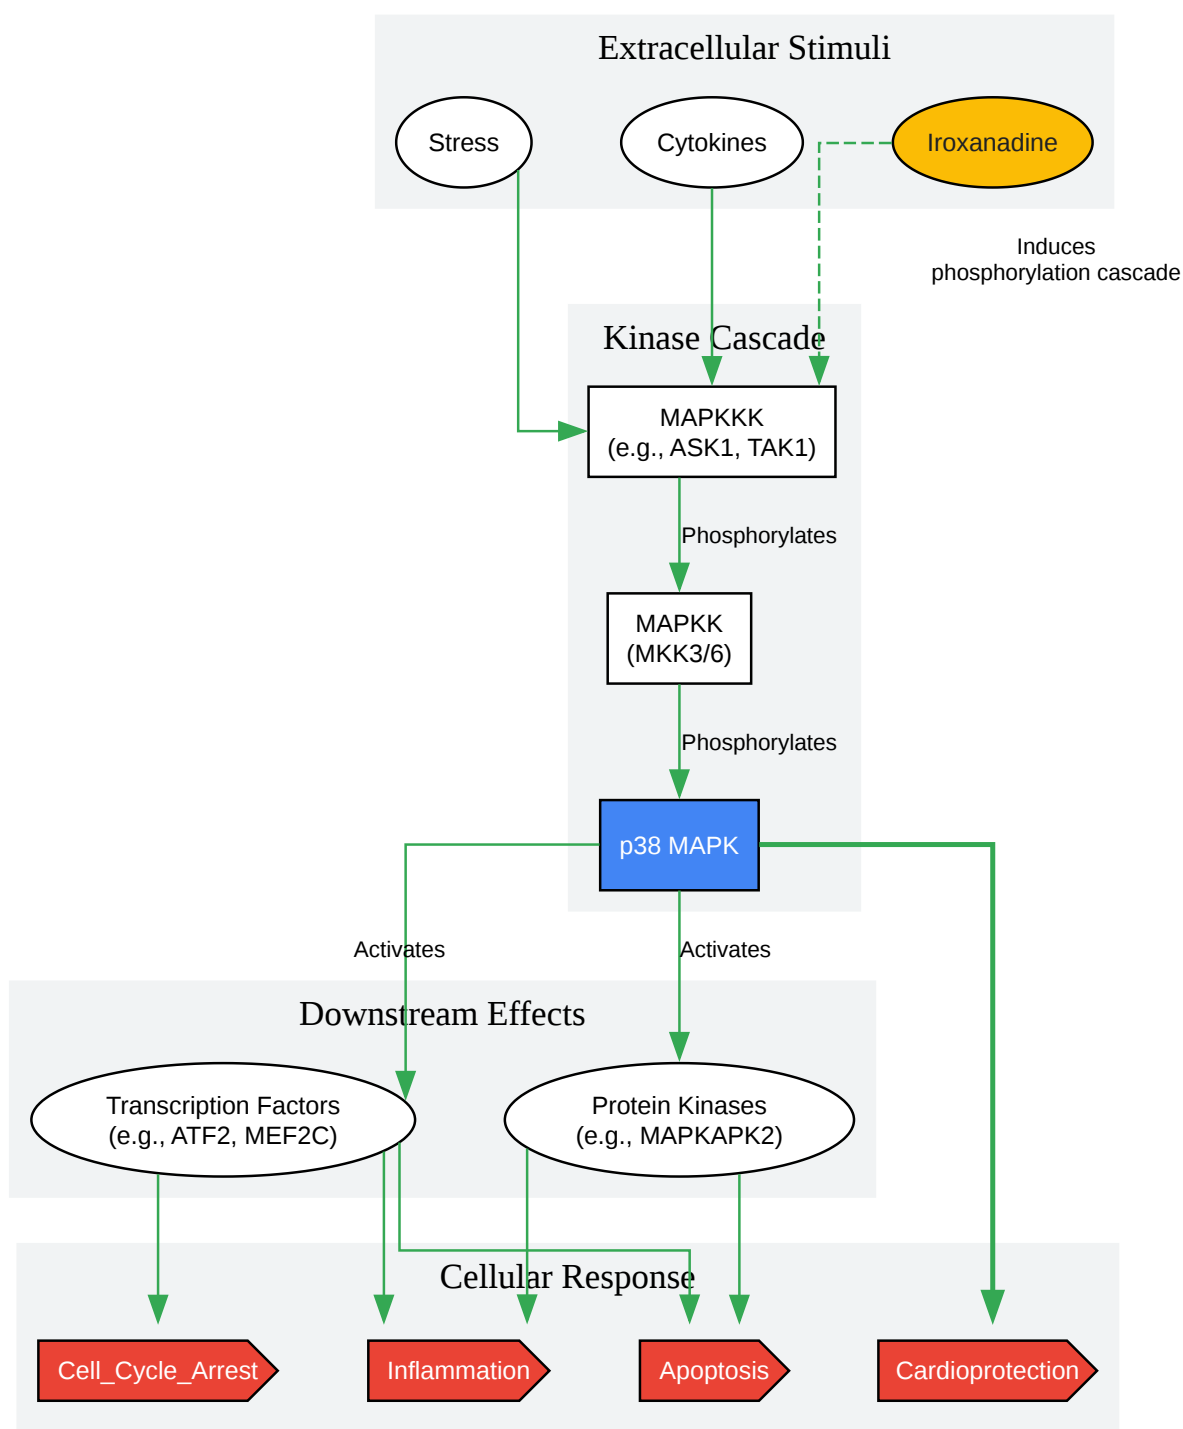 Extracellular Stimuli
Stress
Cytokines
Iroxanadine
Induces
phosphorylation cascade
Kinase Cascade
MAPKKK
(e.g., ASK1, TAK1)
Phosphorylates
MAPKK
(MKK3/6)
Phosphorylates
p38 MAPK
Activates
Activates
Downstream Effects
Transcription Factors
(e.g., ATF2, MEF2C)
Protein Kinases
(e.g., MAPKAPK2)
Cellular Response
Cell_Cycle_Arrest
Inflammation
Apoptosis
Cardioprotection